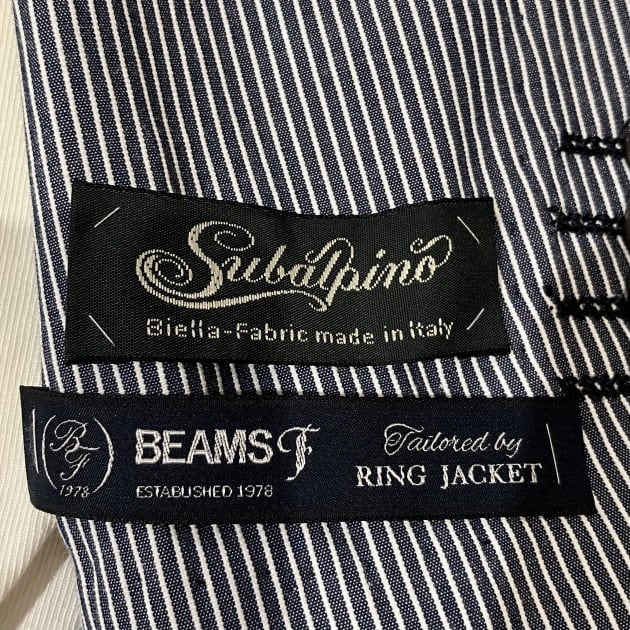 Subalpino
Biella-Fabric made in Italy
BF
1978
BEAMS F
ESTABLISHED 1978
Tailored by
RING JACKET